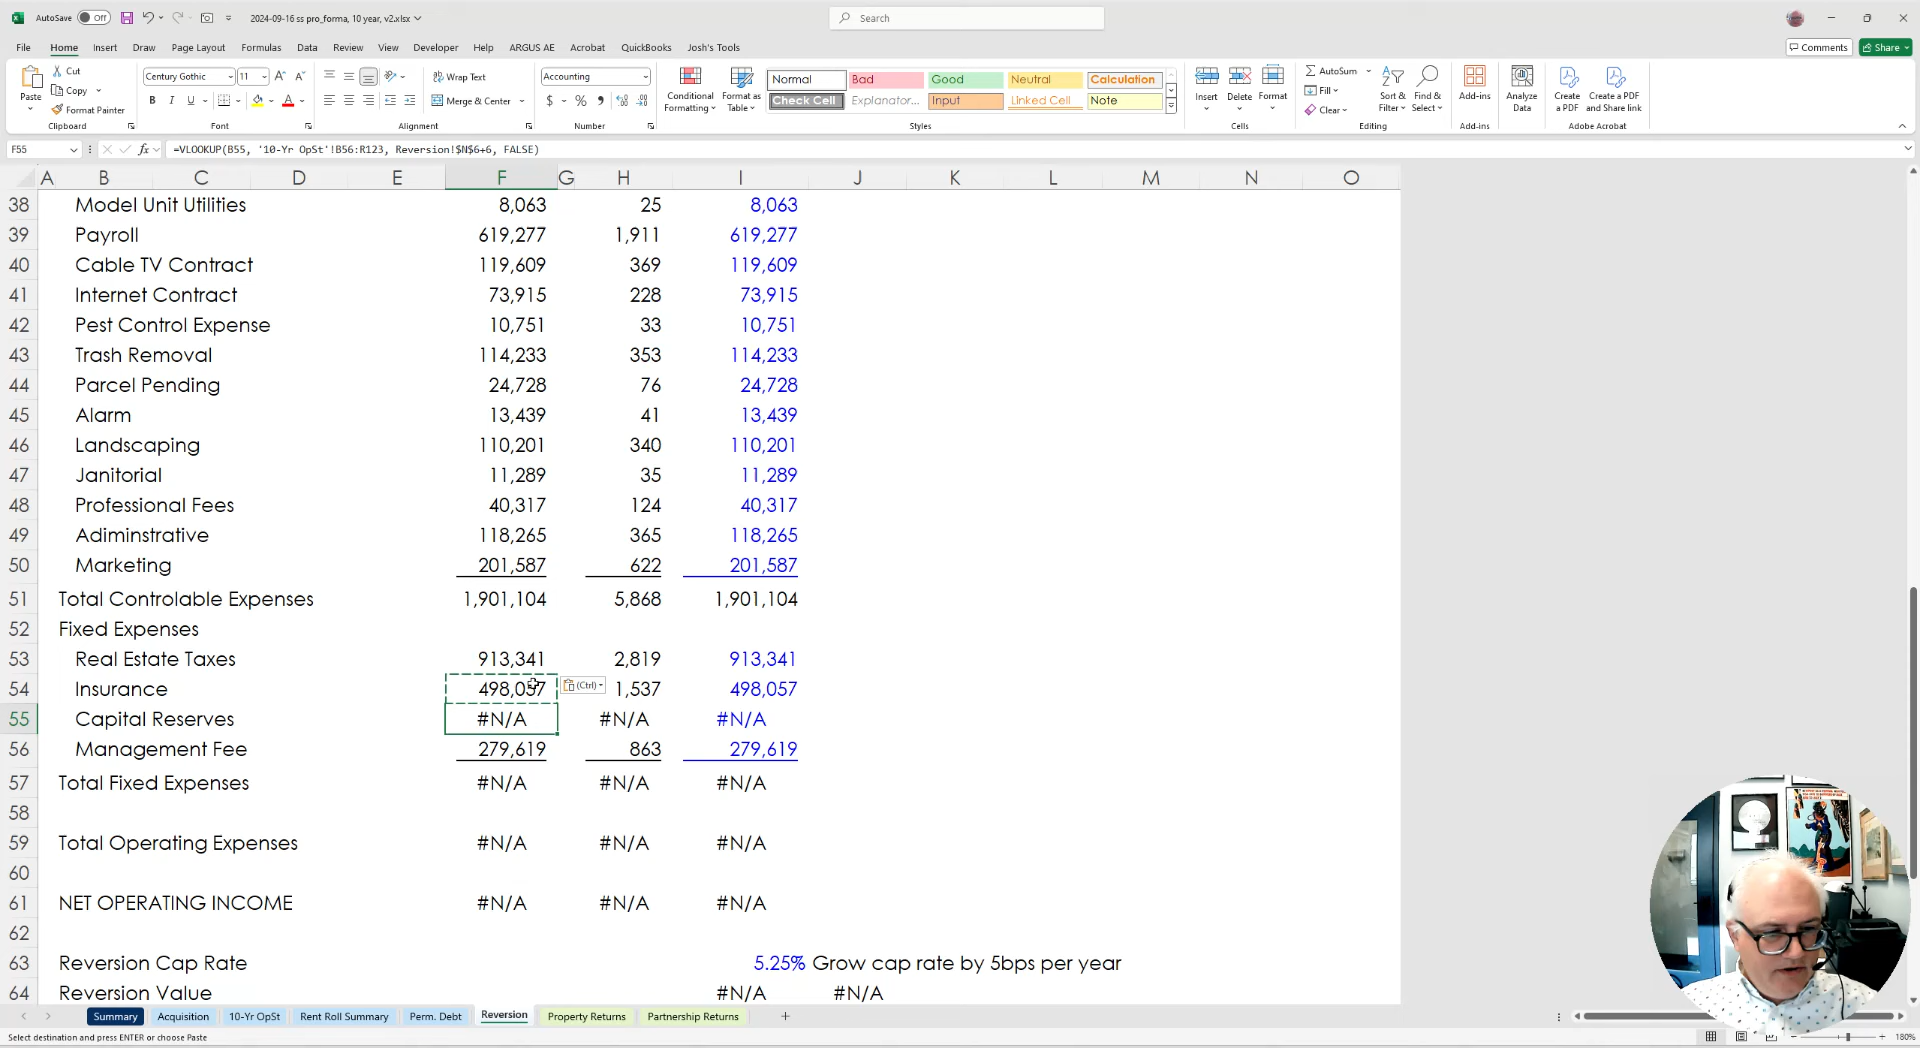 AutoSave Off 2024-09-16 ss pro_forma, 10 year, v2.xlsx Search
File Home Insert Draw Page Layout Formulas Data Review View Developer Help ARGUS AE Acrobat QuickBooks Josh's Tools Comments Share
Paste Cut Copy Format Painter Clipboard
Century Gothic 11 B I U A Font
Wrap Text Merge & Center Alignment
Accounting $ % Number
Conditional Formatting Format as Table Normal Bad Good Neutral Calculation
Check Cell Explanator... Input Linked Cell Note Styles
Insert Delete Format Cells
AutoSum Fill Clear Sort & Filter Find & Select Editing
Add-ins Add-ins Analyze Data Create a PDF Create a PDF and Share link Adobe Acrobat
F55 fx =VLOOKUP(B55, '10-Yr OpSt'!B56:R123, Reversion!$N$6+6, FALSE)
A B C D E F G H I J K L M N O
38 Model Unit Utilities 8,063 25 8,063
39 Payroll 619,277 1,911 619,277
40 Cable TV Contract 119,609 369 119,609
41 Internet Contract 73,915 228 73,915
42 Pest Control Expense 10,751 33 10,751
43 Trash Removal 114,233 353 114,233
44 Parcel Pending 24,728 76 24,728
45 Alarm 13,439 41 13,439
46 Landscaping 110,201 340 110,201
47 Janitorial 11,289 35 11,289
48 Professional Fees 40,317 124 40,317
49 Adiminstrative 118,265 365 118,265
50 Marketing 201,587 622 201,587
51 Total Controlable Expenses 1,901,104 5,868 1,901,104
52 Fixed Expenses
53 Real Estate Taxes 913,341 2,819 913,341
54 Insurance 498,057 (Ctrl) 1,537 498,057
55 Capital Reserves #N/A #N/A #N/A
56 Management Fee 279,619 863 279,619
57 Total Fixed Expenses #N/A #N/A #N/A
58
59 Total Operating Expenses #N/A #N/A #N/A
60
61 NET OPERATING INCOME #N/A #N/A #N/A
62
63 Reversion Cap Rate 5.25% Grow cap rate by 5bps per year
64 Reversion Value #N/A #N/A
Summary Acquisition 10-Yr OpSt Rent Roll Summary Perm. Debt Reversion Property Returns Partnership Returns
Select destination and press ENTER or choose Paste 180%